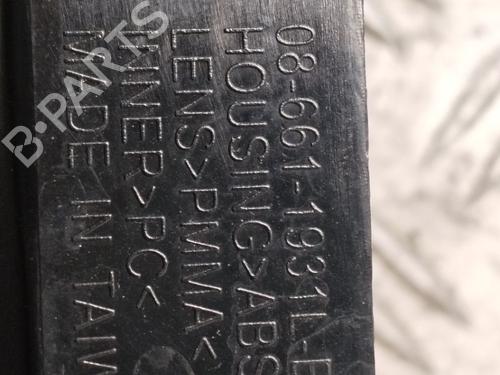 08-661-1931L-E
HOUSING>ABS
LENS>PMMA<
INNER>PC<
MADE IN TAIW
B-PARTS